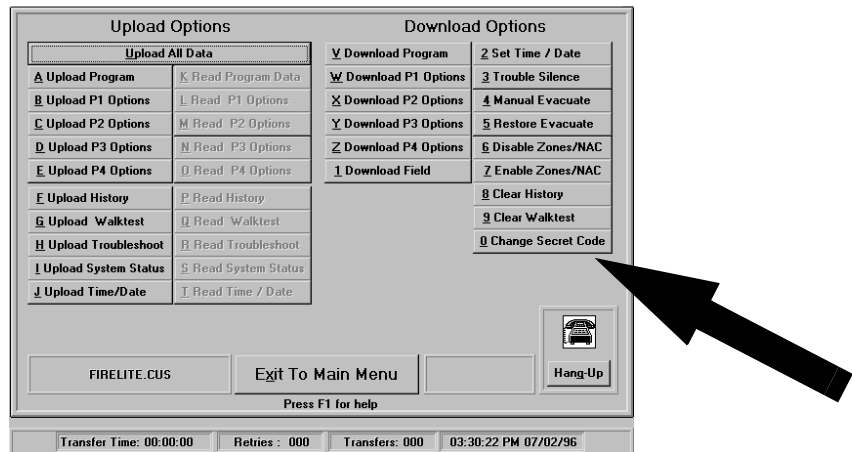 Upload Options
Download Options
Upload All Data
A Upload Program
K Read Program Data
B Upload P1 Options
L Read P1 Options
C Upload P2 Options
M Read P2 Options
D Upload P3 Options
N Read P3 Options
E Upload P4 Options
O Read P4 Options
F Upload History
P Read History
G Upload Walktest
Q Read Walktest
H Upload Troubleshoot
R Read Troubleshoot
I Upload System Status
S Read System Status
J Upload Time/Date
T Read Time / Date
V Download Program
2 Set Time / Date
W Download P1 Options
3 Trouble Silence
X Download P2 Options
4 Manual Evacuate
Y Download P3 Options
5 Restore Evacuate
Z Download P4 Options
6 Disable Zones/NAC
1 Download Field
7 Enable Zones/NAC
8 Clear History
9 Clear Walktest
0 Change Secret Code
FIRELITE.CUS
Exit To Main Menu
Hang-Up
Press F1 for help
Transfer Time: 00:00:00
Retries : 000
Transfers: 000
03:30:22 PM 07/02/96